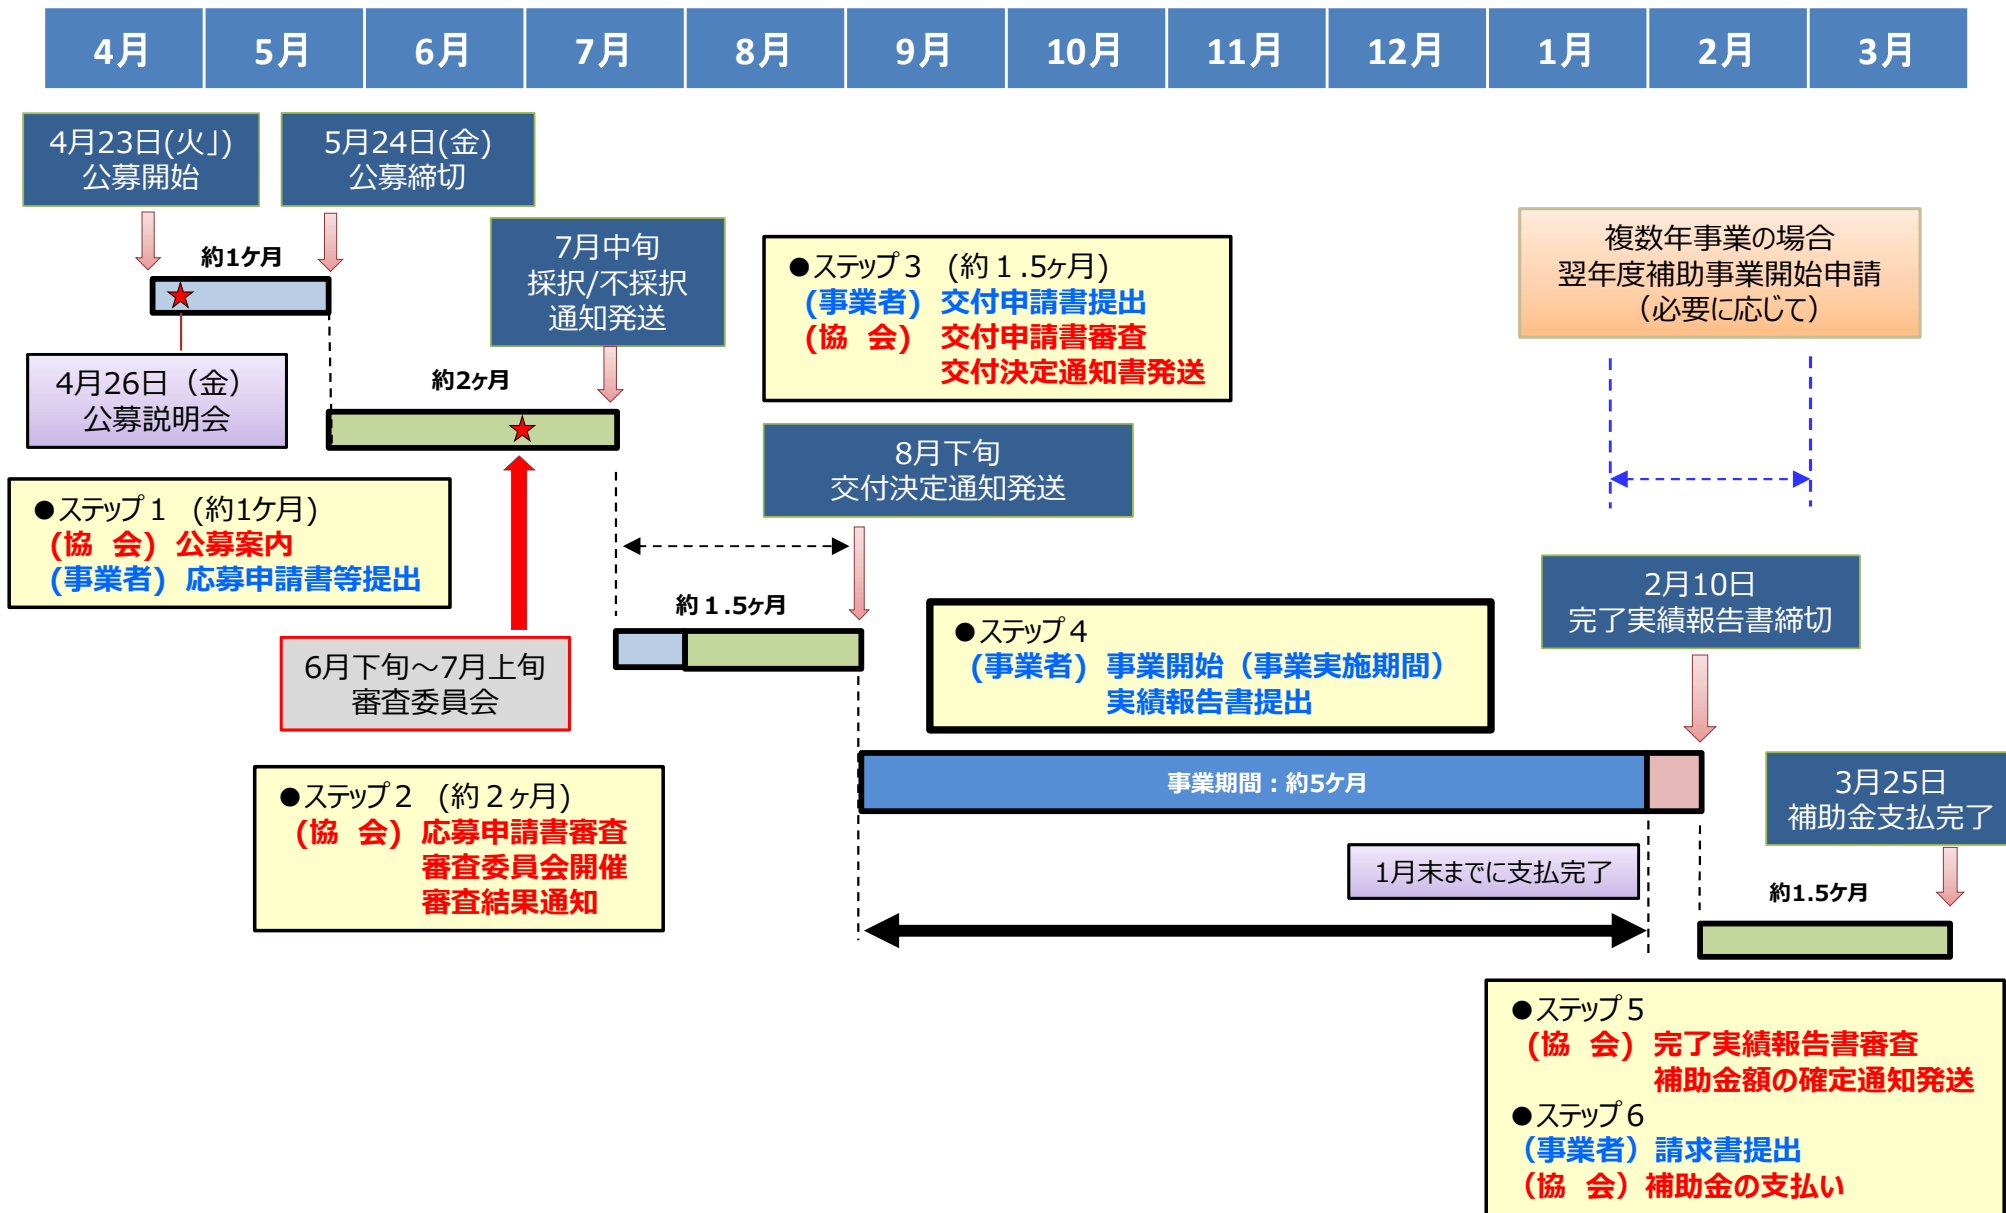 4月 5月 6月 7月 8月 9月 10月 11月 12月 1月 2月 3月
4月23日(火｣)
公募開始
5月24日(金)
公募締切
約1ケ月
4月26日（金）
公募説明会
7月中旬
採択/不採択
通知発送
約2ヶ月
●ステップ１ (約1ケ月)
(協 会) 公募案内
(事業者) 応募申請書等提出
6月下旬～7月上旬
審査委員会
●ステップ２ (約２ヶ月)
(協 会) 応募申請書審査
審査委員会開催
審査結果通知
●ステップ３ (約１.5ヶ月)
(事業者) 交付申請書提出
(協 会) 交付申請書審査
交付決定通知書発送
8月下旬
交付決定通知発送
約１.5ヶ月
●ステップ４
(事業者) 事業開始（事業実施期間）
実績報告書提出
複数年事業の場合
翌年度補助事業開始申請
（必要に応じて）
2月10日
完了実績報告書締切
事業期間：約5ケ月
1月末までに支払完了
3月25日
補助金支払完了
約1.5ケ月
●ステップ５
(協 会) 完了実績報告書審査
補助金額の確定通知発送
●ステップ６
（事業者）請求書提出
（協 会）補助金の支払い